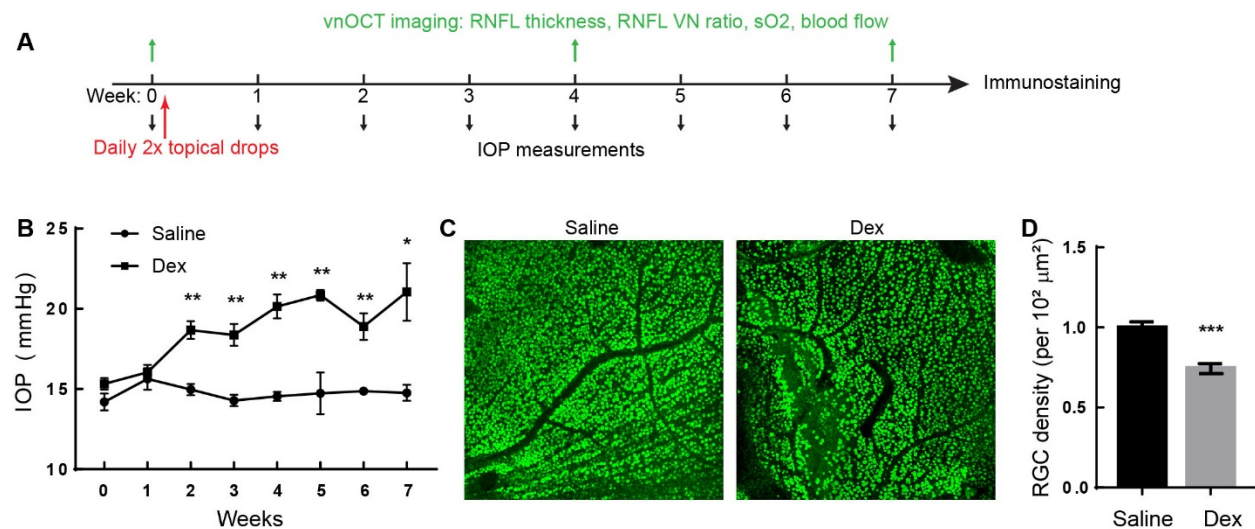 A
vnOCT imaging: RNFL thickness, RNFL VN ratio, sO2, blood flow
Week: 0 1 2 3 4 5 6 7
Immunostaining
Daily 2x topical drops
IOP measurements
B
IOP ( mmHg)
25
20
15
10
Saline
Dex
** ** ** ** ** *
0 1 2 3 4 5 6 7
Weeks
C
Saline Dex
D
RGC density (per 10² µm²)
1.5
1.0
0.5
0.0
***
Saline Dex